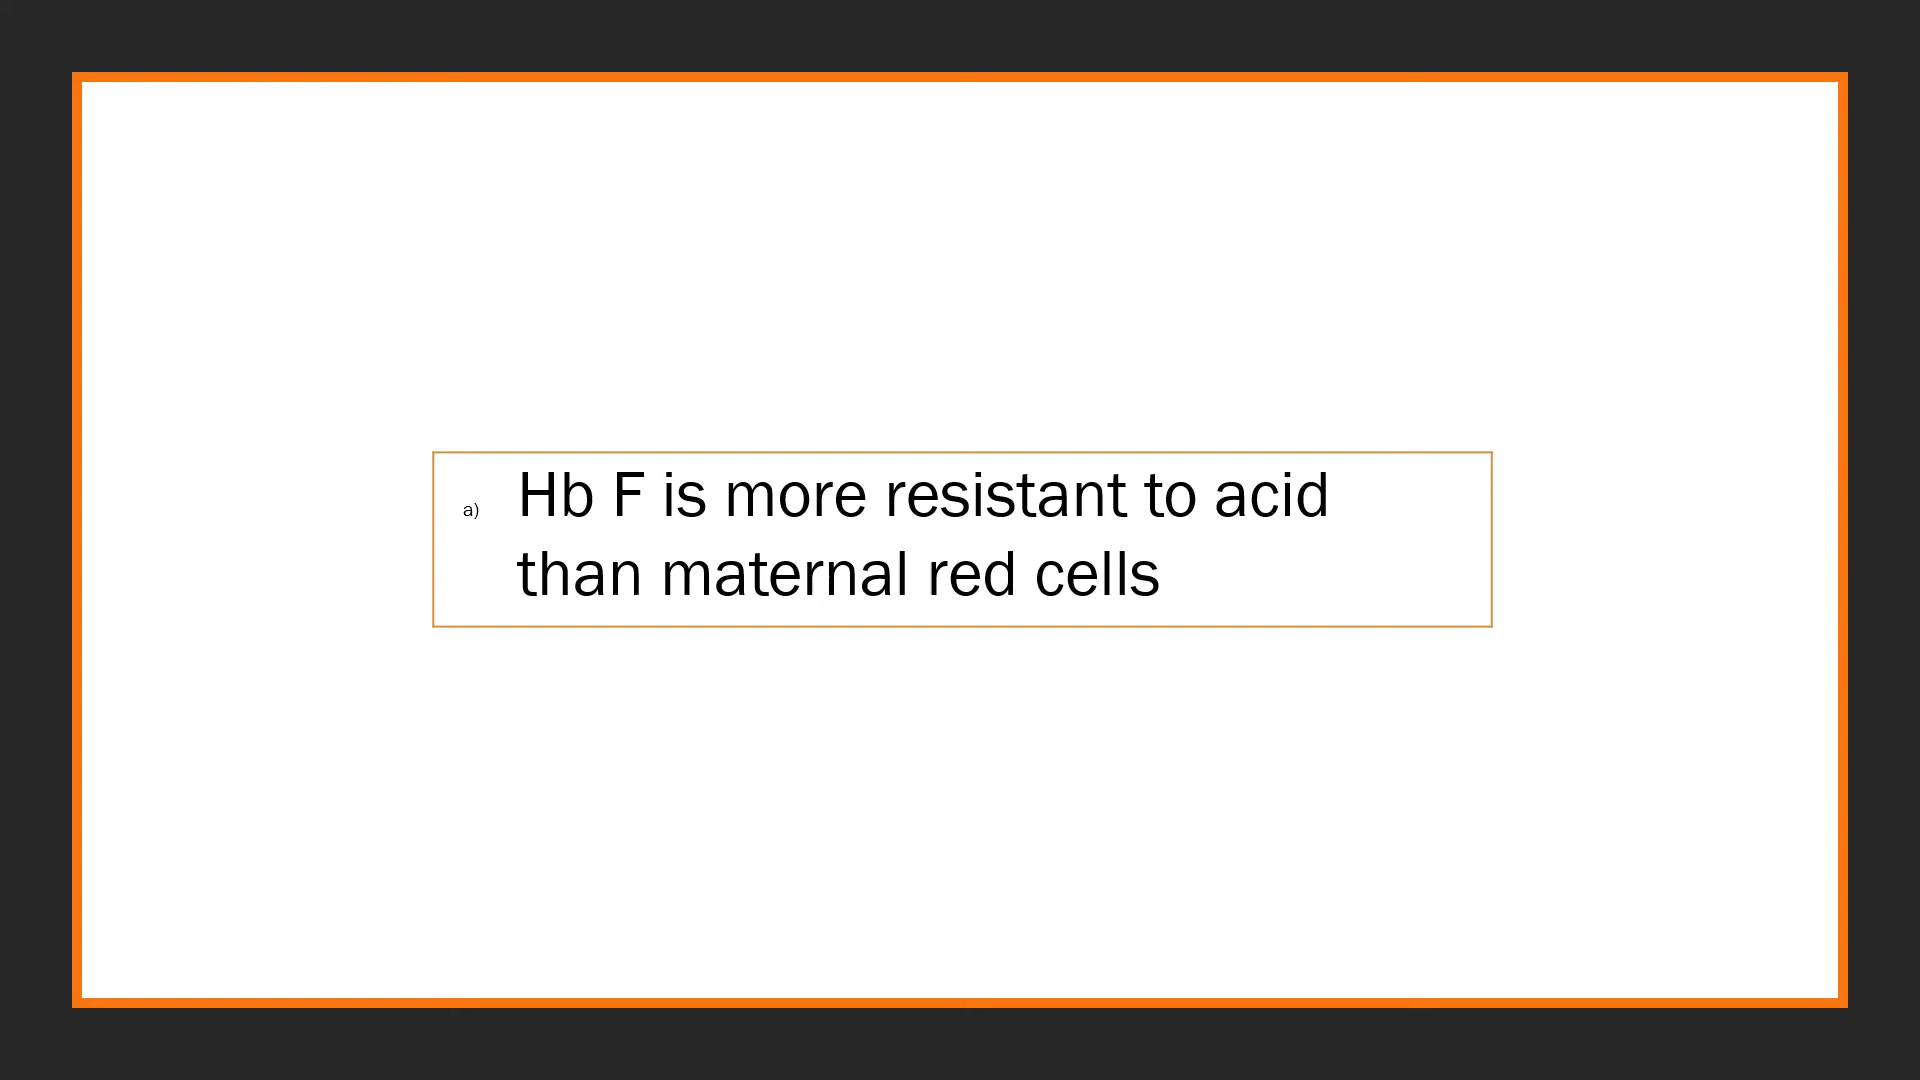 a) Hb F is more resistant to acid
than maternal red cells